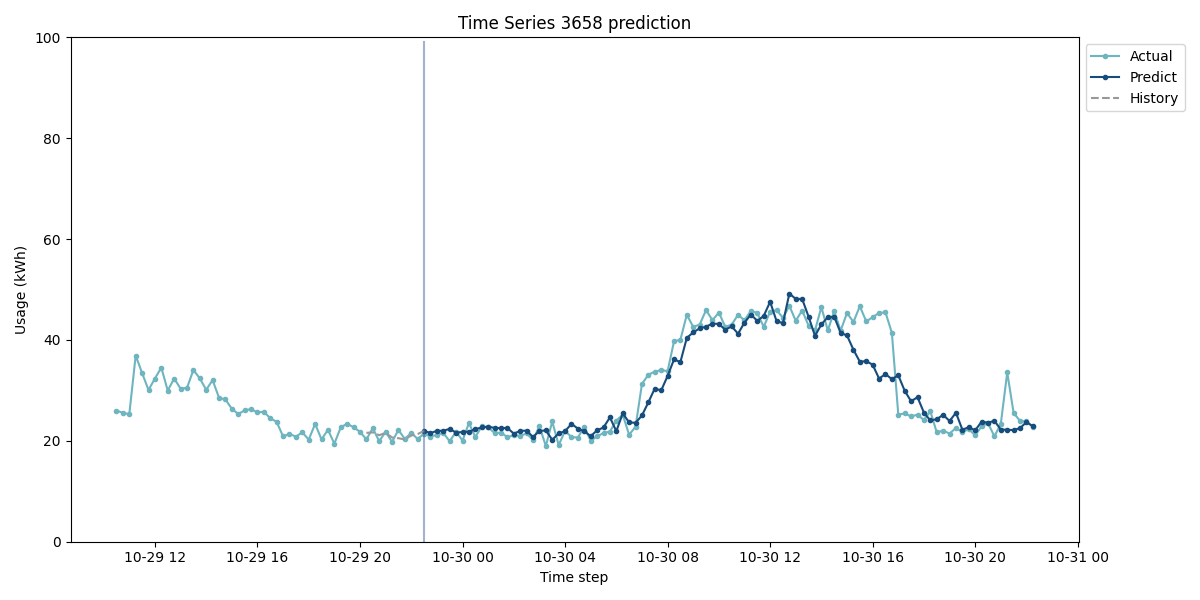 Time Series 3658 prediction
100
80
60
40
20
0
Usage (kWh)
10-29 12
10-29 16
10-29 20
10-30 00
10-30 04
10-30 08
10-30 12
10-30 16
10-30 20
10-31 00
Time step
Actual
Predict
History